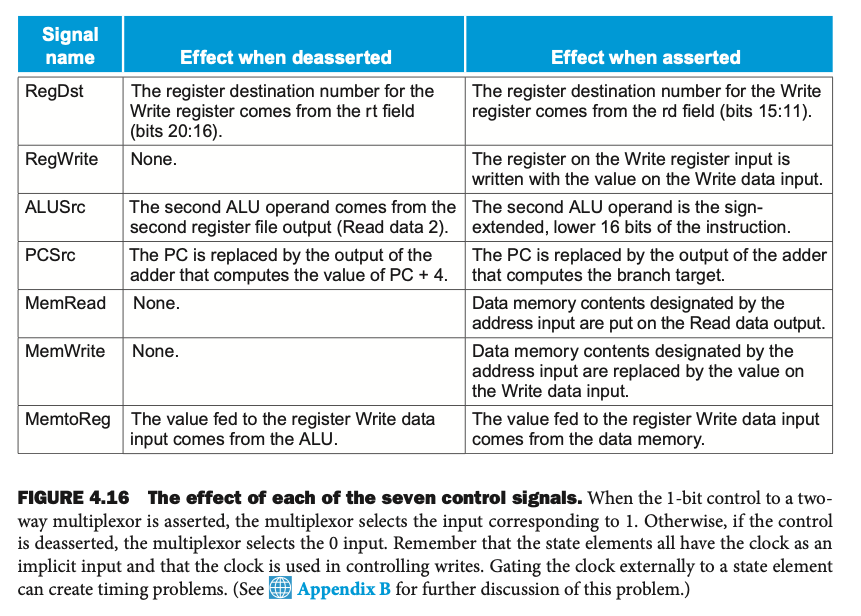 Signal
name
Effect when deasserted
Effect when asserted
RegDst
The register destination number for the
Write register comes from the rt field
(bits 20:16).
The register destination number for the Write
register comes from the rd field (bits 15:11).
RegWrite
None.
The register on the Write register input is
written with the value on the Write data input.
ALUSrc
The second ALU operand comes from the
second register file output (Read data 2).
The second ALU operand is the sign-
extended, lower 16 bits of the instruction.
PCSrc
The PC is replaced by the output of the
adder that computes the value of PC + 4.
The PC is replaced by the output of the adder
that computes the branch target.
MemRead
None.
Data memory contents designated by the
address input are put on the Read data output.
MemWrite
None.
Data memory contents designated by the
address input are replaced by the value on
the Write data input.
MemtoReg
The value fed to the register Write data
input comes from the ALU.
The value fed to the register Write data input
comes from the data memory.
FIGURE 4.16 The effect of each of the seven control signals. When the 1-bit control to a two-
way multiplexor is asserted, the multiplexor selects the input corresponding to 1. Otherwise, if the control
is deasserted, the multiplexor selects the 0 input. Remember that the state elements all have the clock as an
implicit input and that the clock is used in controlling writes. Gating the clock externally to a state element
can create timing problems. (See Appendix B for further discussion of this problem.)